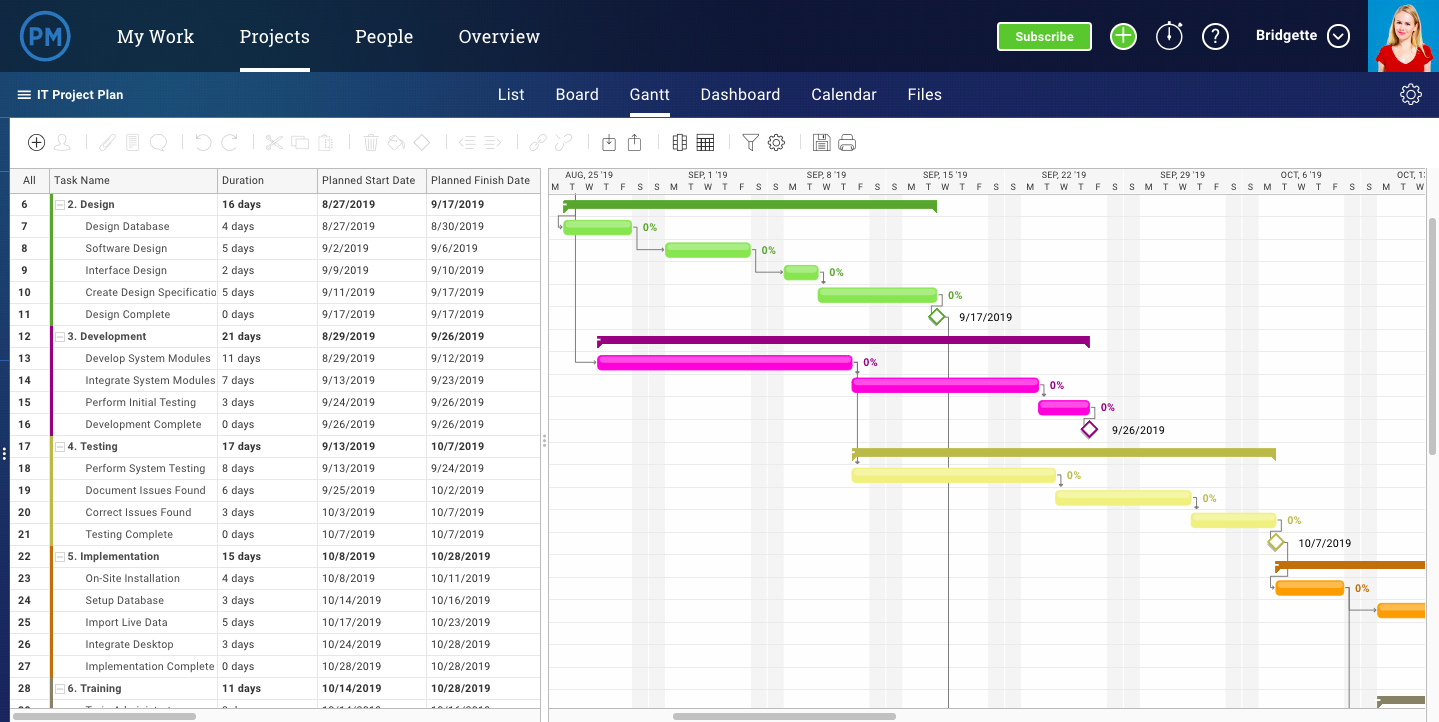 PM My Work Projects People Overview Subscribe Bridgette
IT Project Plan List Board Gantt Dashboard Calendar Files
All Task Name Duration Planned Start Date Planned Finish Date
AUG, 25 '19 SEP, 1 '19 SEP, 8 '19 SEP, 15 '19 SEP, 22 '19 SEP, 29 '19 OCT, 6 '19 OCT, 1
M T W T F S S M T W T F S S M T W T F S S M T W T F S S M T W T F S S M T W T F S S M T W T F S S M T W
6 2. Design 16 days 8/27/2019 9/17/2019
7 Design Database 4 days 8/27/2019 8/30/2019 0%
8 Software Design 5 days 9/2/2019 9/6/2019 0%
9 Interface Design 2 days 9/9/2019 9/10/2019 0%
10 Create Design Specificatio 5 days 9/11/2019 9/17/2019 0%
11 Design Complete 0 days 9/17/2019 9/17/2019 9/17/2019
12 3. Development 21 days 8/29/2019 9/26/2019
13 Develop System Modules 11 days 8/29/2019 9/12/2019 0%
14 Integrate System Modules 7 days 9/13/2019 9/23/2019 0%
15 Perform Initial Testing 3 days 9/24/2019 9/26/2019 0%
16 Development Complete 0 days 9/26/2019 9/26/2019 9/26/2019
17 4. Testing 17 days 9/13/2019 10/7/2019
18 Perform System Testing 8 days 9/13/2019 9/24/2019 0%
19 Document Issues Found 6 days 9/25/2019 10/2/2019 0%
20 Correct Issues Found 3 days 10/3/2019 10/7/2019 0%
21 Testing Complete 0 days 10/7/2019 10/7/2019 10/7/2019
22 5. Implementation 15 days 10/8/2019 10/28/2019
23 On-Site Installation 4 days 10/8/2019 10/11/2019 0%
24 Setup Database 3 days 10/14/2019 10/16/2019
25 Import Live Data 5 days 10/17/2019 10/23/2019
26 Integrate Desktop 3 days 10/24/2019 10/28/2019
27 Implementation Complete 0 days 10/28/2019 10/28/2019
28 6. Training 11 days 10/14/2019 10/28/2019